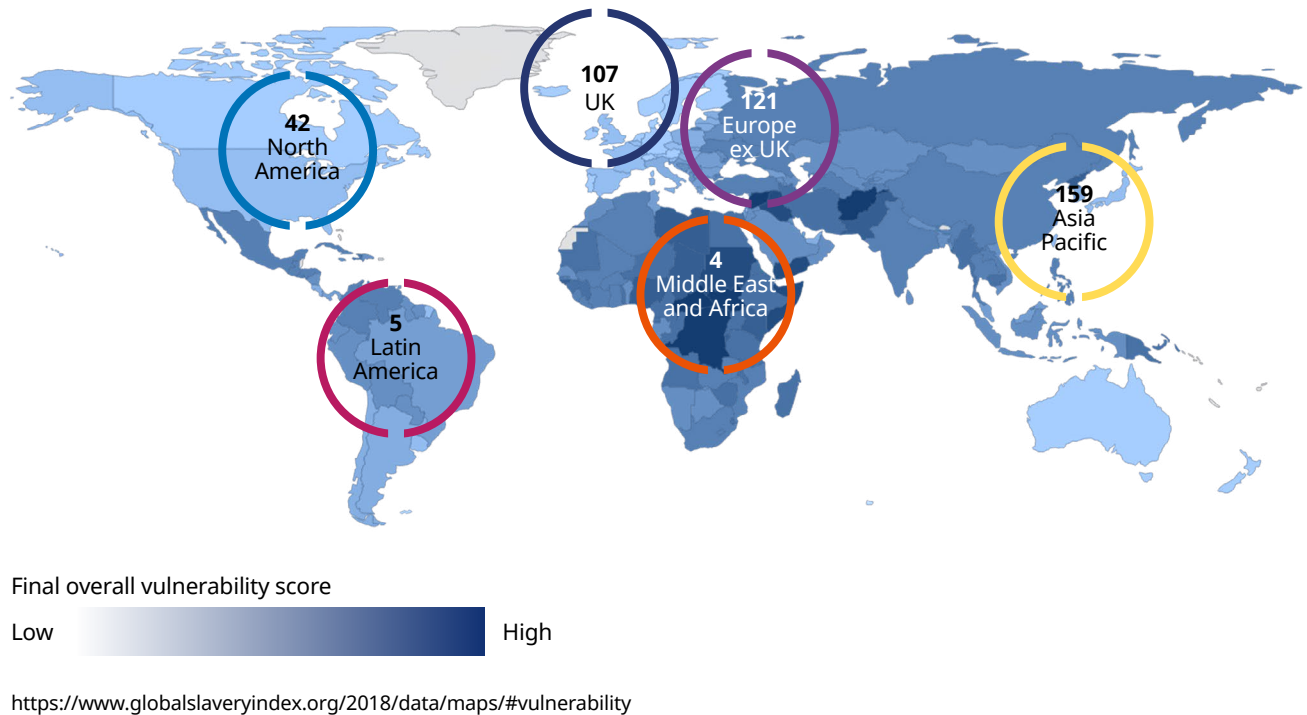 107
UK
121
Europe
ex UK
42
North
America
159
Asia
Pacific
4
Middle East
and Africa
5
Latin
America
Final overall vulnerability score
Low
High
https://www.globalslaveryindex.org/2018/data/maps/#vulnerability